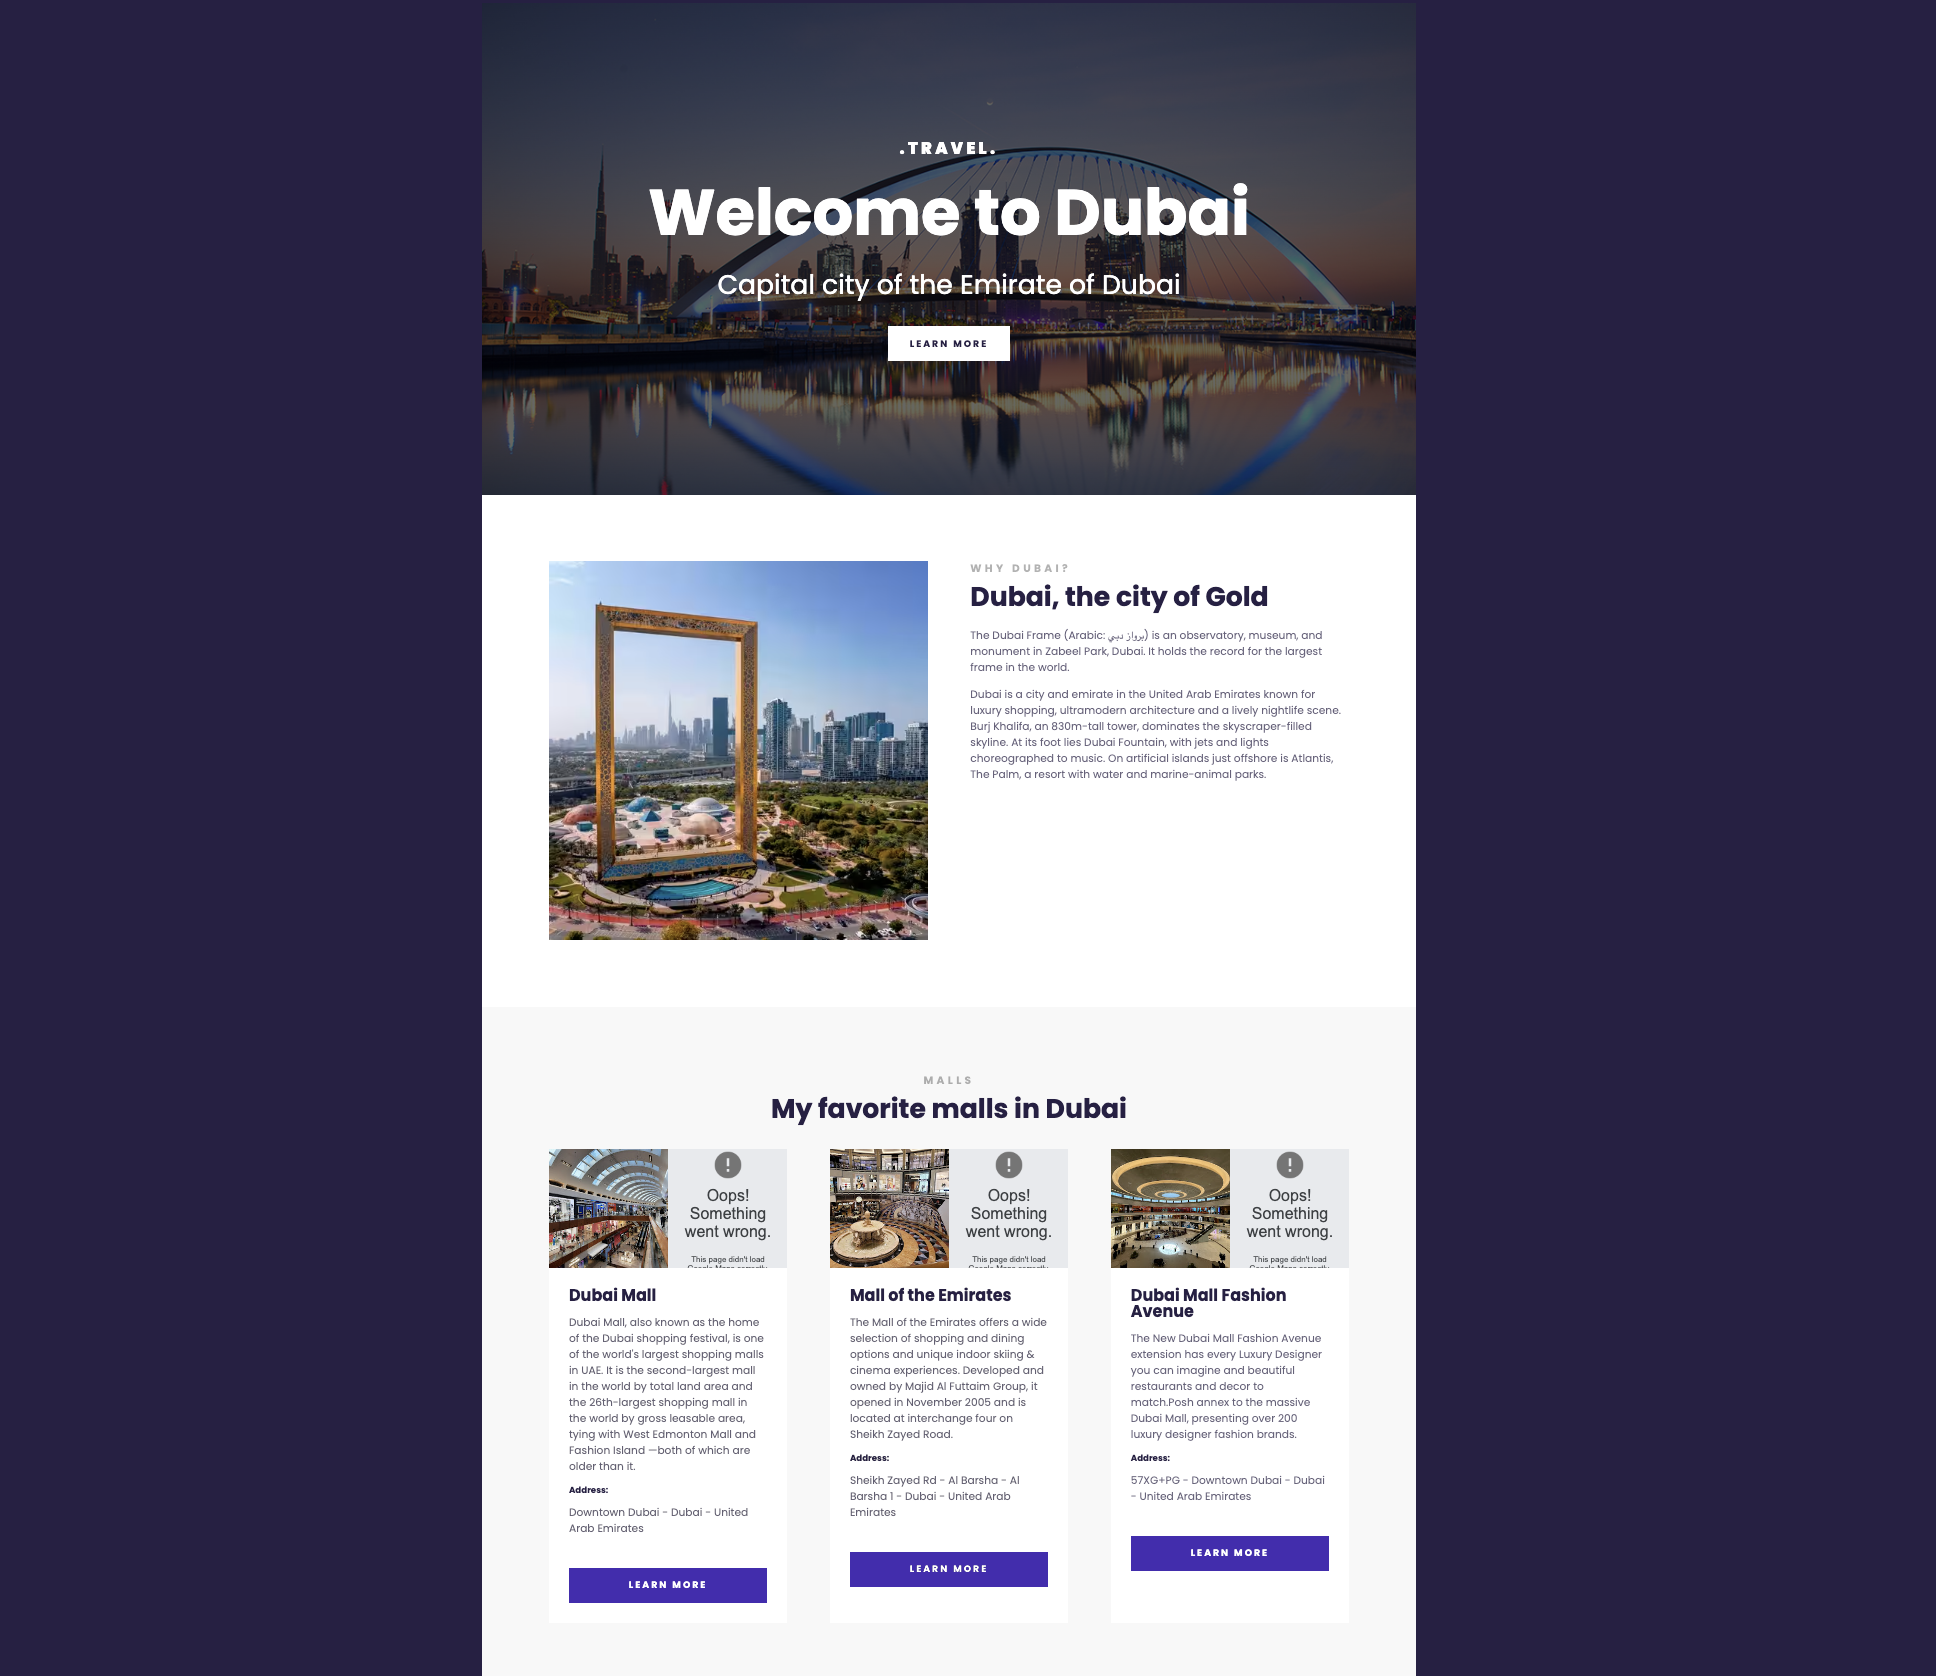 .TRAVEL.
Welcome to Dubai
Capital city of the Emirate of Dubai
LEARN MORE
WHY DUBAI?
Dubai, the city of Gold
The Dubai Frame (Arabic: برواز دبي) is an observatory, museum, and
monument in Zabeel Park, Dubai. It holds the record for the largest
frame in the world.
Dubai is a city and emirate in the United Arab Emirates known for
luxury shopping, ultramodern architecture and a lively nightlife scene.
Burj Khalifa, an 830m-tall tower, dominates the skyscraper-filled
skyline. At its foot lies Dubai Fountain, with jets and lights
choreographed to music. On artificial islands just offshore is Atlantis,
The Palm, a resort with water and marine-animal parks.
MALLS
My favorite malls in Dubai
Oops!
Something
went wrong.
This page didn't load
Google Maps correctly
Dubai Mall
Dubai Mall, also known as the home
of the Dubai shopping festival, is one
of the world's largest shopping malls
in UAE. It is the second-largest mall
in the world by total land area and
the 26th-largest shopping mall in
the world by gross leasable area,
tying with West Edmonton Mall and
Fashion Island —both of which are
older than it.
Address:
Downtown Dubai - Dubai - United
Arab Emirates
LEARN MORE
Oops!
Something
went wrong.
This page didn't load
Google Maps correctly
Mall of the Emirates
The Mall of the Emirates offers a wide
selection of shopping and dining
options and unique indoor skiing &
cinema experiences. Developed and
owned by Majid Al Futtaim Group, it
opened in November 2005 and is
located at interchange four on
Sheikh Zayed Road.
Address:
Sheikh Zayed Rd - Al Barsha - Al
Barsha 1 - Dubai - United Arab
Emirates
LEARN MORE
Oops!
Something
went wrong.
This page didn't load
Google Maps correctly
Dubai Mall Fashion
Avenue
The New Dubai Mall Fashion Avenue
extension has every Luxury Designer
you can imagine and beautiful
restaurants and decor to
match.Posh annex to the massive
Dubai Mall, presenting over 200
luxury designer fashion brands.
Address:
57XG+PG - Downtown Dubai - Dubai
- United Arab Emirates
LEARN MORE